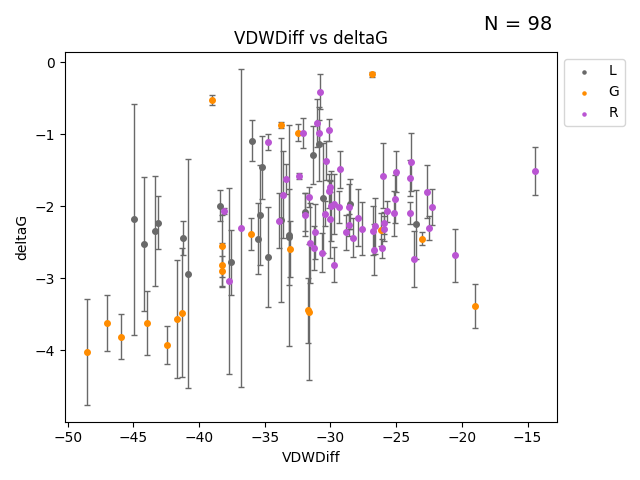 N = 98
VDWDiff vs deltaG
L
G
R
deltaG
0
−1
−2
−3
−4
−50 −45 −40 −35 −30 −25 −20 −15
VDWDiff